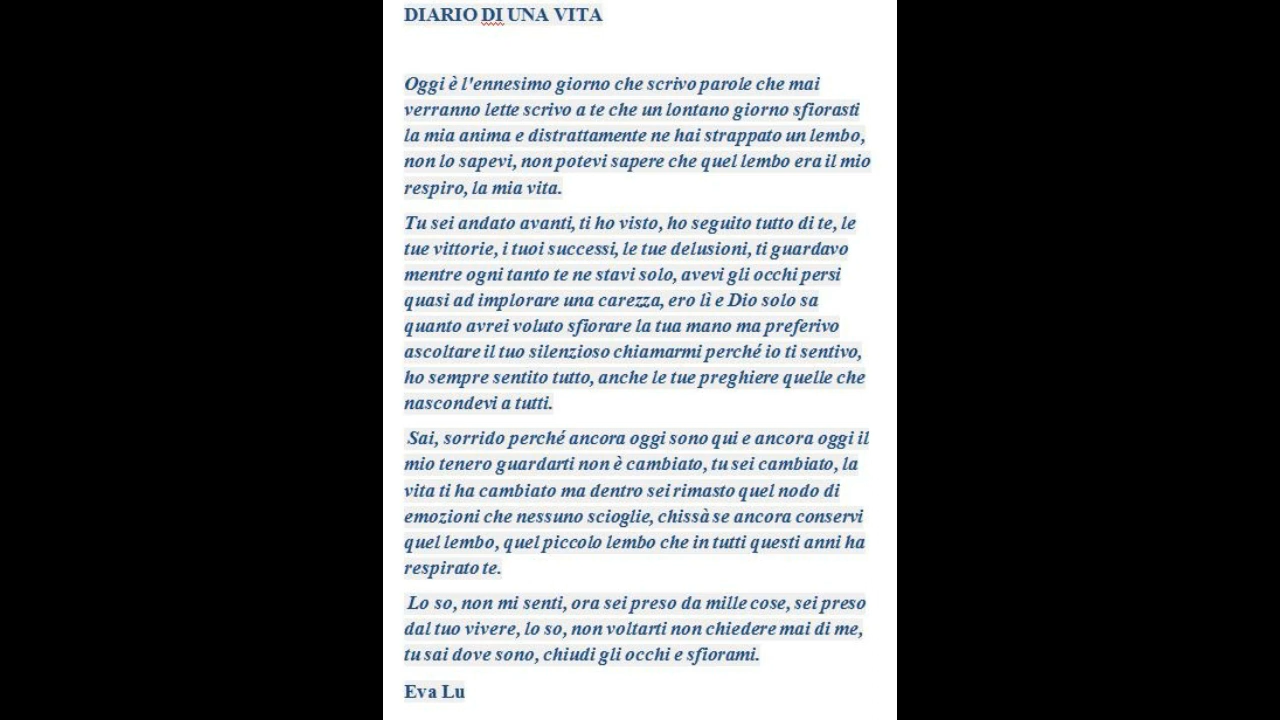 DIARIO DI UNA VITA
Oggi è l'ennesimo giorno che scrivo parole che mai
verranno lette scrivo a te che un lontano giorno sfiorasti
la mia anima e distrattamente ne hai strappato un lembo,
non lo sapevi, non potevi sapere che quel lembo era il mio
respiro, la mia vita.
Tu sei andato avanti, ti ho visto, ho seguito tutto di te, le
tue vittorie, i tuoi successi, le tue delusioni, ti guardavo
mentre ogni tanto te ne stavi solo, avevi gli occhi persi
quasi ad implorare una carezza, ero lì e Dio solo sa
quanto avrei voluto sfiorare la tua mano ma preferivo
ascoltare il tuo silenzioso chiamarmi perché io ti sentivo,
ho sempre sentito tutto, anche le tue preghiere quelle che
nascondevi a tutti.
Sai, sorrido perché ancora oggi sono qui e ancora oggi il
mio tenero guardarti non è cambiato, tu sei cambiato, la
vita ti ha cambiato ma dentro sei rimasto quel nodo di
emozioni che nessuno scioglie, chissà se ancora conservi
quel lembo, quel piccolo lembo che in tutti questi anni ha
respirato te.
Lo so, non mi senti, ora sei preso da mille cose, sei preso
dal tuo vivere, lo so, non voltarti non chiedere mai di me,
tu sai dove sono, chiudi gli occhi e sfiorami.
Eva Lu